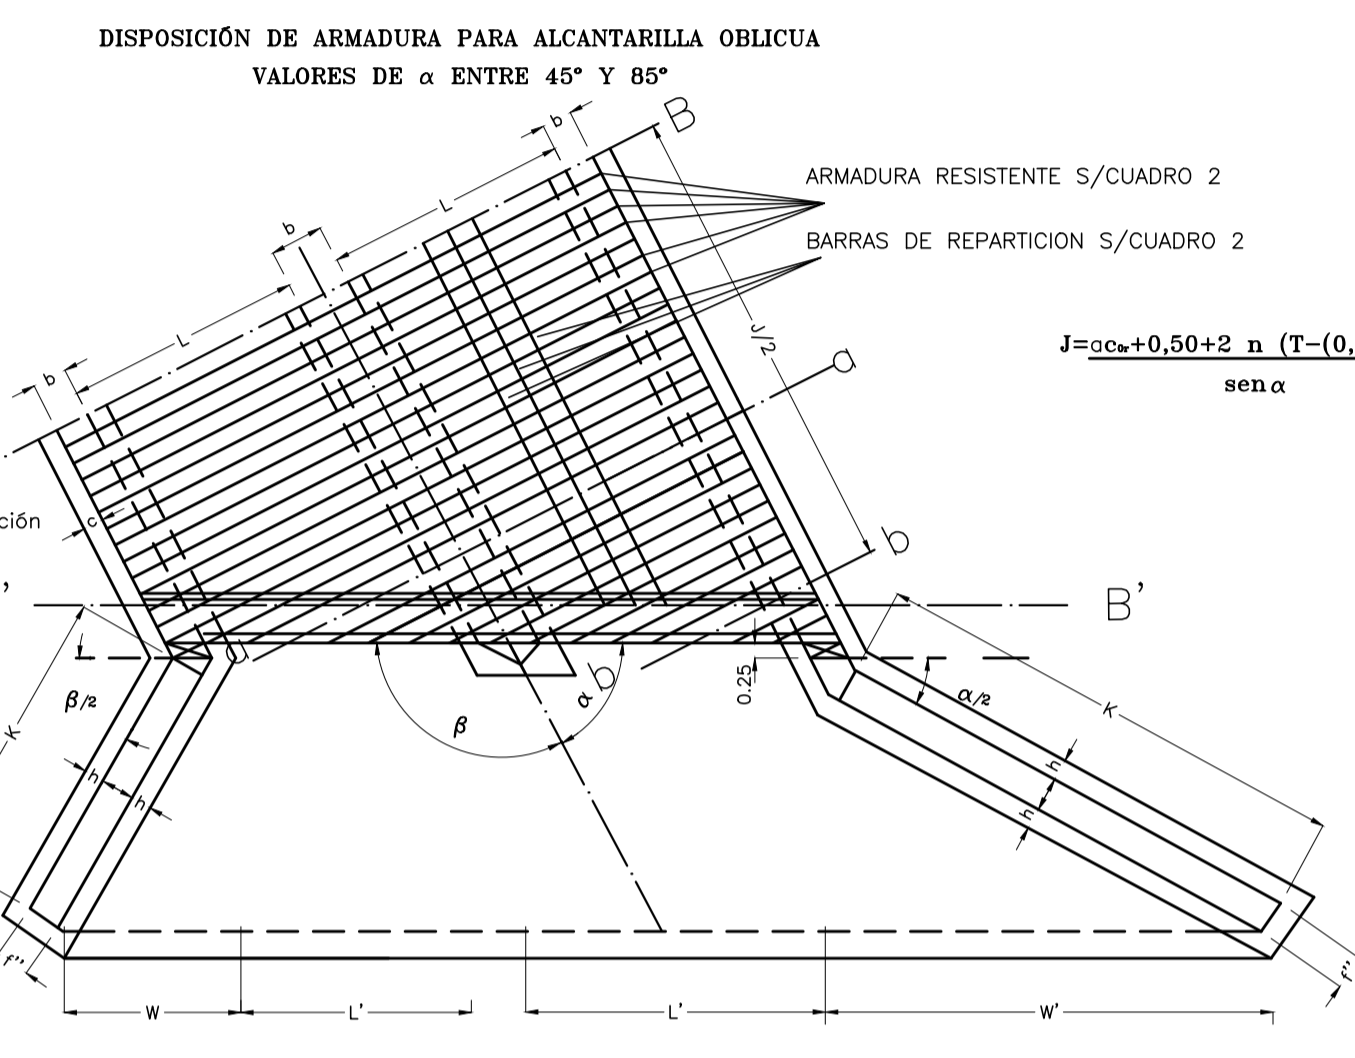 DISPOSICIÓN DE ARMADURA PARA ALCANTARILLA OBLICUA
VALORES DE α ENTRE 45° Y 85°
b
B
ARMADURA RESISTENTE S/CUADRO 2
L
b
BARRAS DE REPARTICION S/CUADRO 2
L
J/2
a
J=ac₀ᵣ+0,50+2 n (T-(0,
sen α
b
c
ción
b
,
B'
a
b
0.25
α
β/2
β
α/2
K
K
h
h
h
h
f''
f''
W
L'
L'
W'